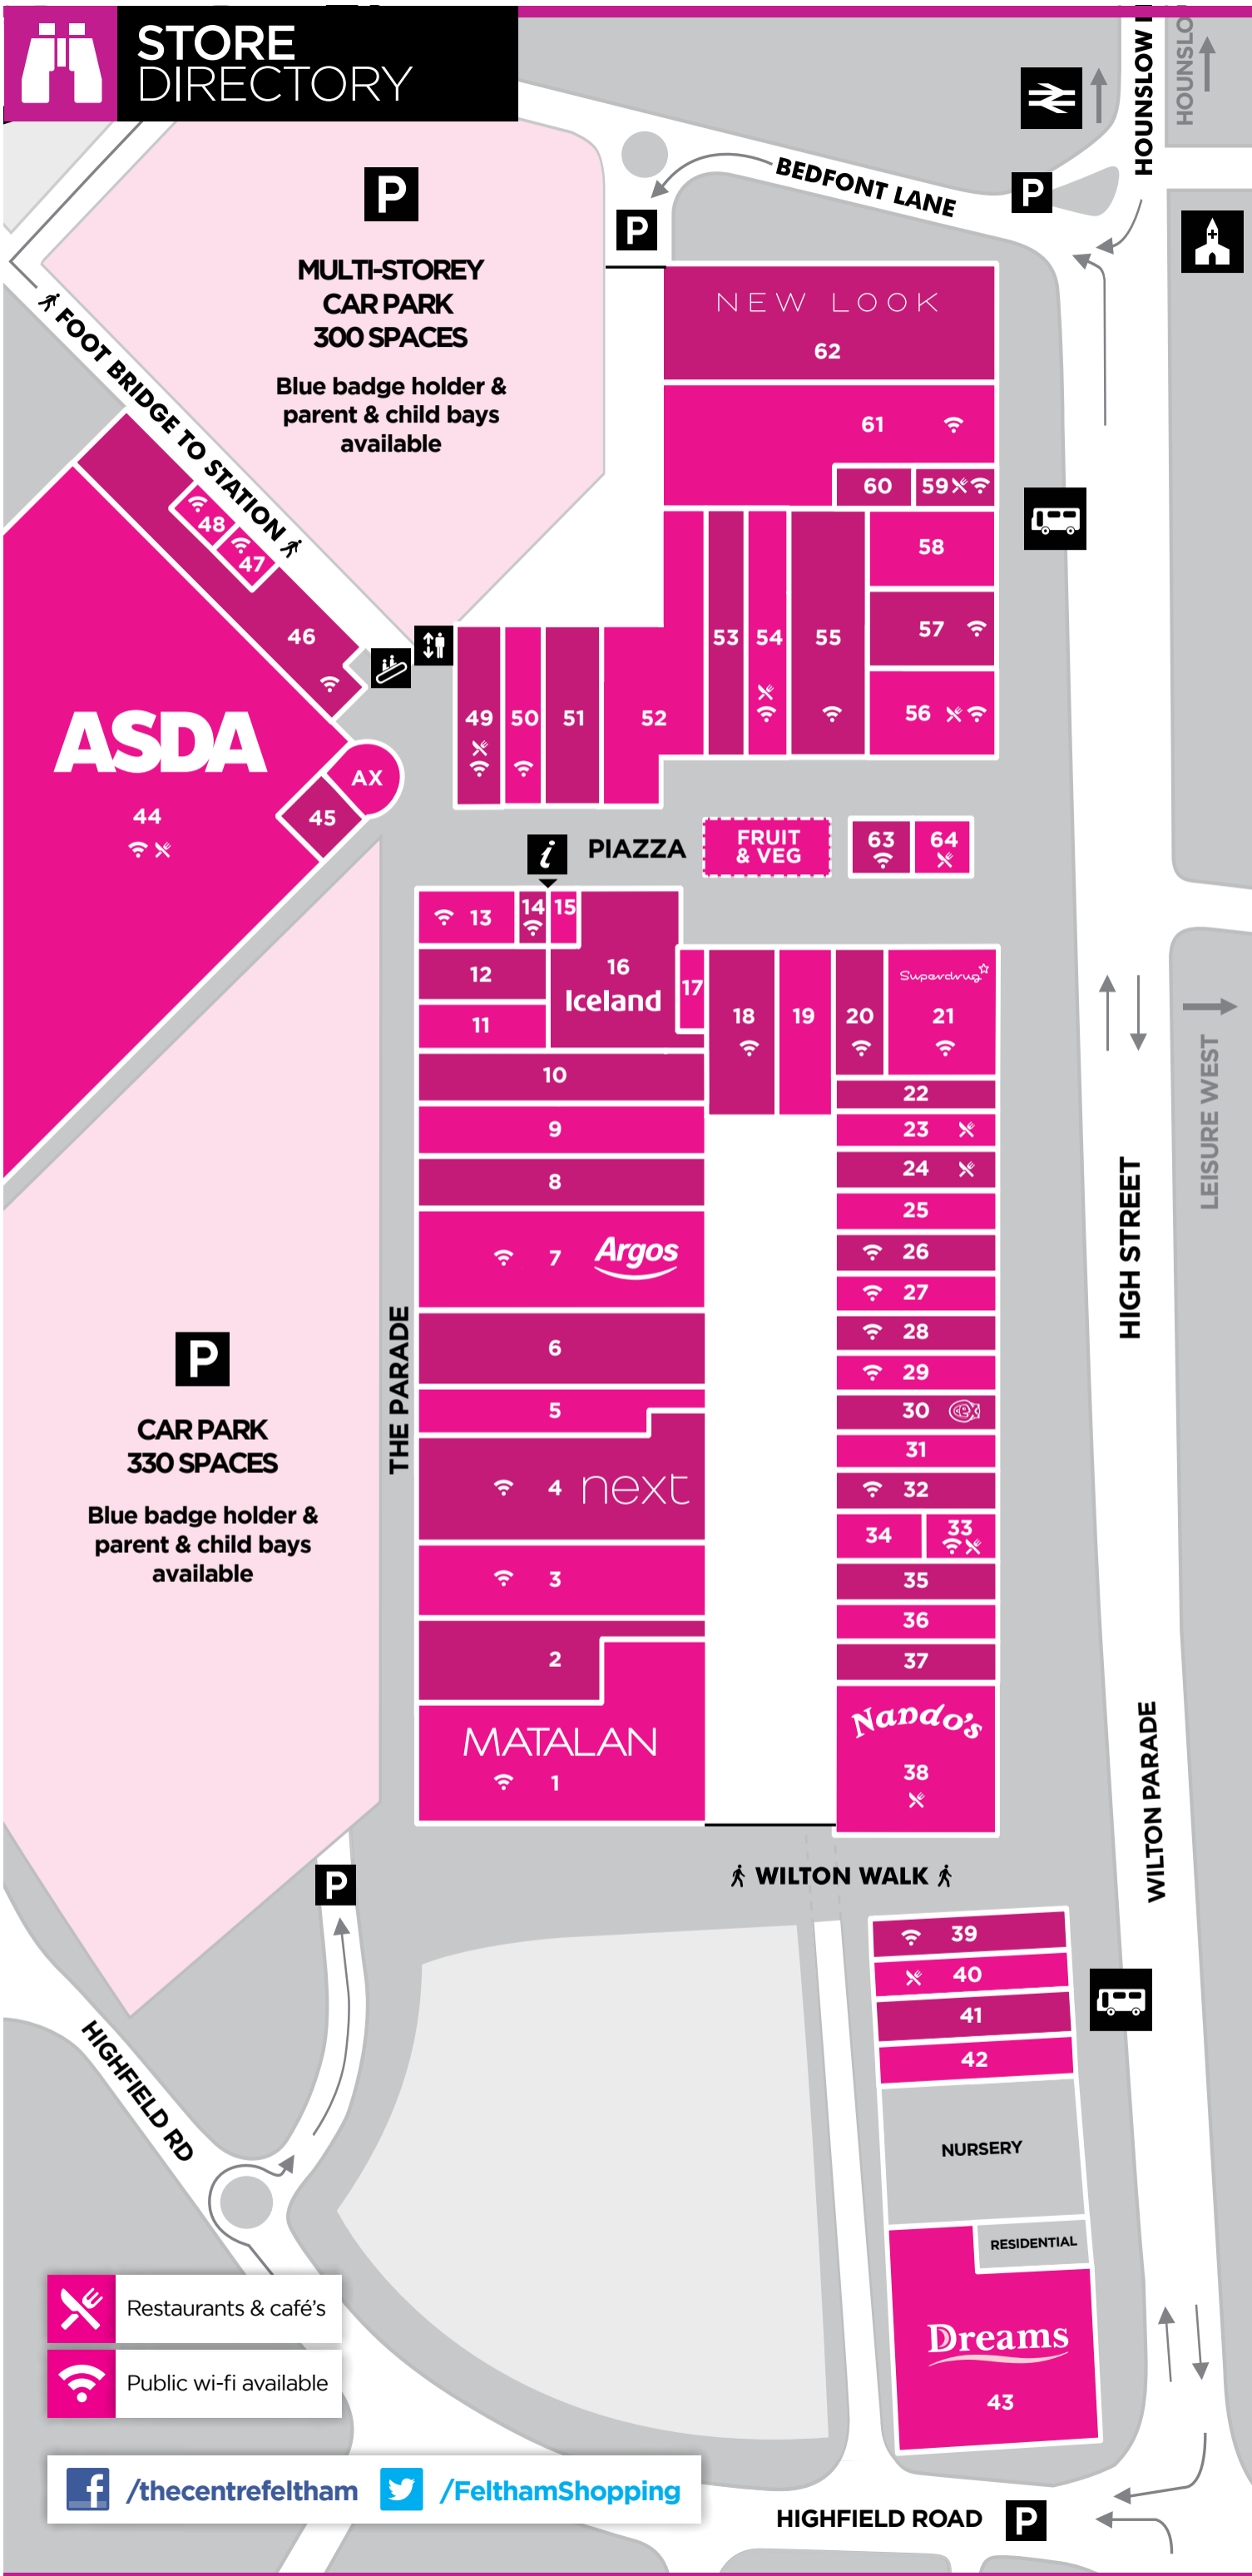 STORE
DIRECTORY
HOUNSLOW
HOUNSLO
BEDFONT LANE
P
P
P
MULTI-STOREY
CAR PARK
300 SPACES
Blue badge holder &
parent & child bays
available
FOOT BRIDGE TO STATION
NEW LOOK
62
61
60
59
58
57
56
53
54
55
48
47
46
ASDA
44
AX
45
49
50
51
52
i
PIAZZA
FRUIT
& VEG
63
64
13
14
15
12
11
16
Iceland
17
18
19
20
Superdrug
21
10
9
8
7
Argos
6
5
4
next
3
2
MATALAN
1
22
23
24
25
26
27
28
29
30
31
32
34
33
35
36
37
Nando's
38
THE PARADE
HIGH STREET
LEISURE WEST
WILTON PARADE
P
CAR PARK
330 SPACES
Blue badge holder &
parent & child bays
available
P
WILTON WALK
39
40
41
42
NURSERY
RESIDENTIAL
Dreams
43
HIGHFIELD RD
Restaurants & café's
Public wi-fi available
f /thecentrefeltham
/FelthamShopping
HIGHFIELD ROAD P